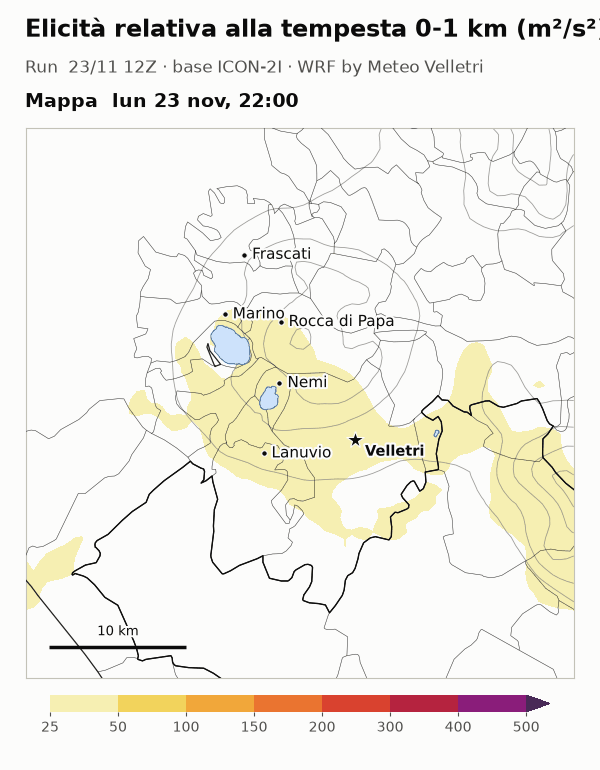 Elicità relativa alla tempesta 0-1 km (m²/s²)
Run 23/11 12Z · base ICON-2I · WRF by Meteo Velletri
Mappa lun 23 nov, 22:00
Frascati
Marino
Rocca di Papa
Nemi
Velletri
Lanuvio
10 km
25 50 100 150 200 300 400 500